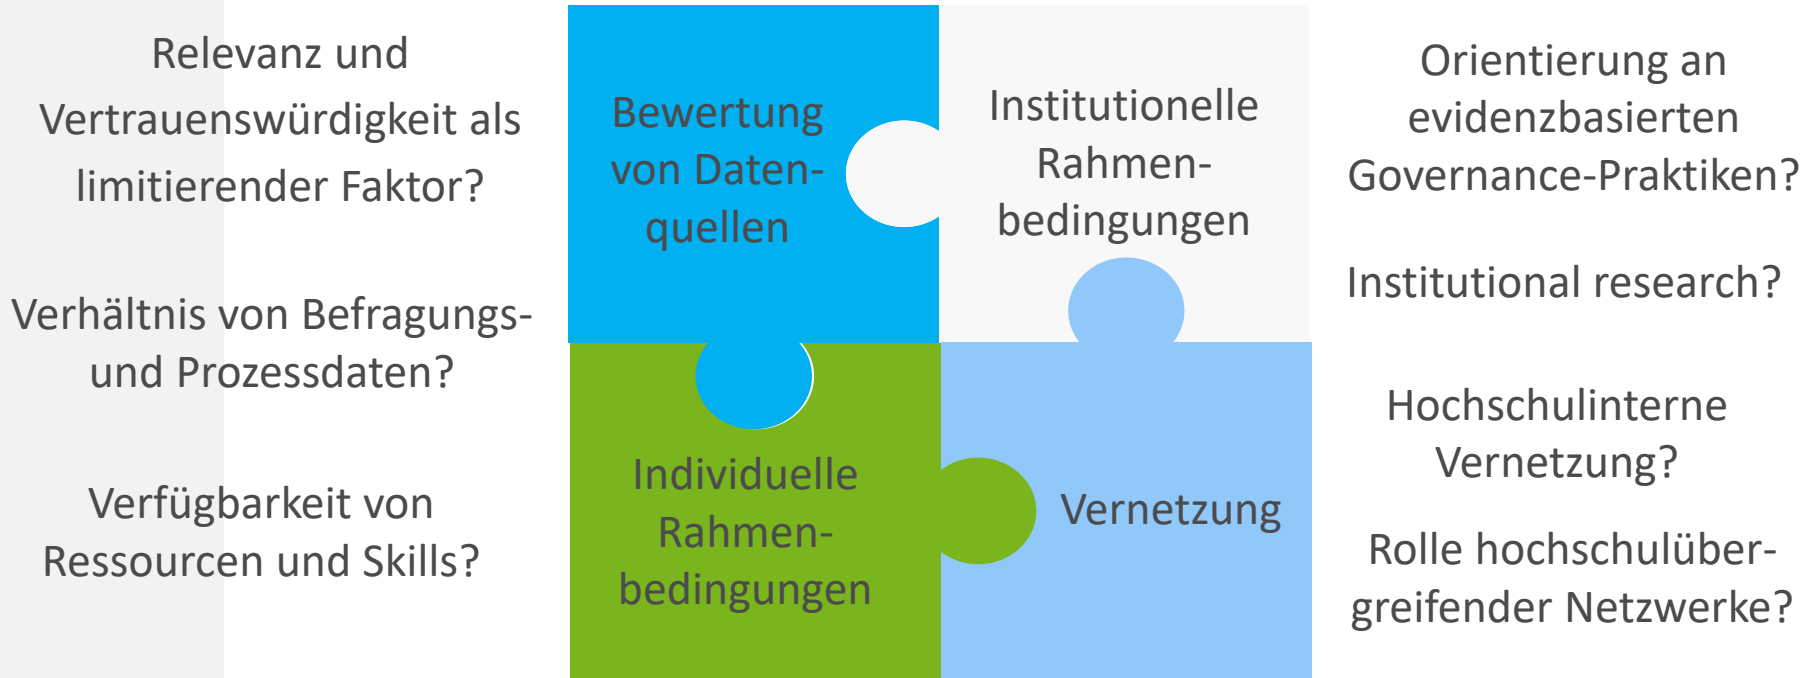 Relevanz und
Vertrauenswürdigkeit als
limitierender Faktor?
Verhältnis von Befragungs-
und Prozessdaten?
Verfügbarkeit von
Ressourcen und Skills?
Bewertung
von Daten-
quellen
Institutionelle
Rahmen-
bedingungen
Individuelle
Rahmen-
bedingungen
Vernetzung
Orientierung an
evidenzbasierten
Governance-Praktiken?
Institutional research?
Hochschulinterne
Vernetzung?
Rolle hochschulüber-
greifender Netzwerke?